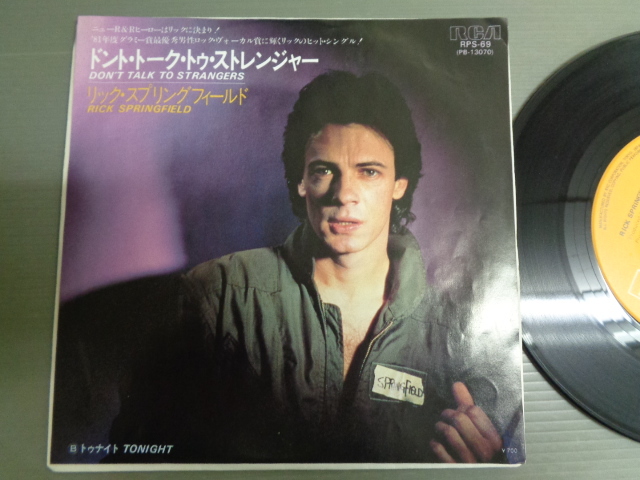 ニューR&Rヒーローはリックに決まり!
'81年度グラミー賞最優秀男性ロック・ヴォーカル賞に輝くリックのヒット・シングル!
RCA
RPS-69
(PB-13070)
ドント・トーク・トゥ・ストレンジャー
DON'T TALK TO STRANGERS
リック・スプリングフィールド
RICK SPRINGFIELD
SPRINGFIELD
B トゥナイト TONIGHT
¥700